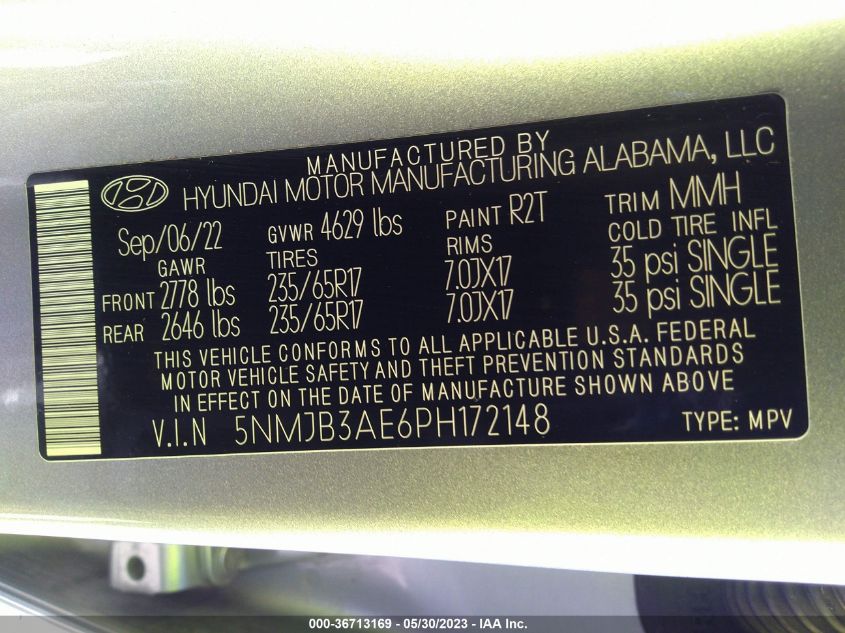 MANUFACTURED BY
HYUNDAI MOTOR MANUFACTURING ALABAMA, LLC
Sep/06/22 GVWR 4629 lbs PAINT R2T TRIM MMH
GAWR TIRES RIMS COLD TIRE INFL
FRONT 2778 lbs 235/65R17 7.0JX17 35 psi SINGLE
REAR 2646 lbs 235/65R17 7.0JX17 35 psi SINGLE
THIS VEHICLE CONFORMS TO ALL APPLICABLE U.S.A. FEDERAL
MOTOR VEHICLE SAFETY AND THEFT PREVENTION STANDARDS
IN EFFECT ON THE DATE OF MANUFACTURE SHOWN ABOVE
V.I.N 5NMJB3AE6PH172148 TYPE: MPV
000-36713169 - 05/30/2023 - IAA Inc.